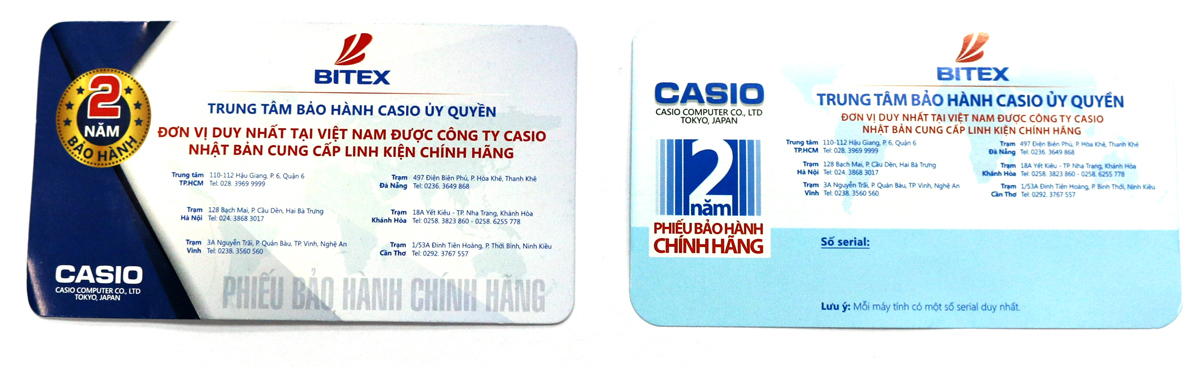 BITEX
TRUNG TÂM BẢO HÀNH CASIO ỦY QUYỀN
ĐƠN VỊ DUY NHẤT TẠI VIỆT NAM ĐƯỢC CÔNG TY CASIO
NHẬT BẢN CUNG CẤP LINH KIỆN CHÍNH HÃNG
2
NĂM
BẢO HÀNH
Trung tâm 110-112 Hậu Giang, P. 6, Quận 6
TP.HCM Tel: 028. 3969 9999
Trạm 497 Điện Biên Phủ, P. Hòa Khê, Thanh Khê
Đà Nẵng Tel: 0236. 3649 868
Trạm 128 Bạch Mai, P. Cầu Dền, Hai Bà Trưng
Hà Nội Tel: 024. 3868 3017
Trạm 18A Yết Kiêu - TP. Nha Trang, Khánh Hòa
Khánh Hòa Tel: 0258. 3823 860 - 0258. 6255 778
Trạm 3A Nguyễn Trãi, P. Quán Bàu, TP. Vinh, Nghệ An
Vinh Tel: 0238. 3560 560
Trạm 1/53A Đinh Tiên Hoàng, P. Thới Bình, Ninh Kiều
Cần Thơ Tel: 0292. 3767 557
CASIO
CASIO COMPUTER CO., LTD
TOKYO, JAPAN
PHIẾU BẢO HÀNH CHÍNH HÃNG
BITEX
CASIO
CASIO COMPUTER CO., LTD
TOKYO, JAPAN
2
năm
PHIẾU BẢO HÀNH
CHÍNH HÃNG
TRUNG TÂM BẢO HÀNH CASIO ỦY QUYỀN
ĐƠN VỊ DUY NHẤT TẠI VIỆT NAM ĐƯỢC CÔNG TY CASIO
NHẬT BẢN CUNG CẤP LINH KIỆN CHÍNH HÃNG
Trung tâm 110-112 Hậu Giang, P. 6, Quận 6
TP.HCM Tel: 028. 3969 9999
Trạm 497 Điện Biên Phủ, P. Hòa Khê, Thanh Khê
Đà Nẵng Tel: 0236. 3649 868
Trạm 128 Bạch Mai, P. Cầu Dền, Hai Bà Trưng
Hà Nội Tel: 024. 3868 3017
Trạm 18A Yết Kiêu - TP Nha Trang, Khánh Hòa
Khánh Hòa Tel: 0258. 3823 860 - 0258. 6255 778
Trạm 3A Nguyễn Trãi, P. Quán Bàu, TP Vinh, Nghệ An
Vinh Tel: 0238. 3560 560
Trạm 1/53A Đinh Tiên Hoàng, P Bình Thới, Ninh Kiều
Cần Thơ Tel: 0292. 3767 557
Số serial:
Lưu ý: Mỗi máy tính có một số serial duy nhất.